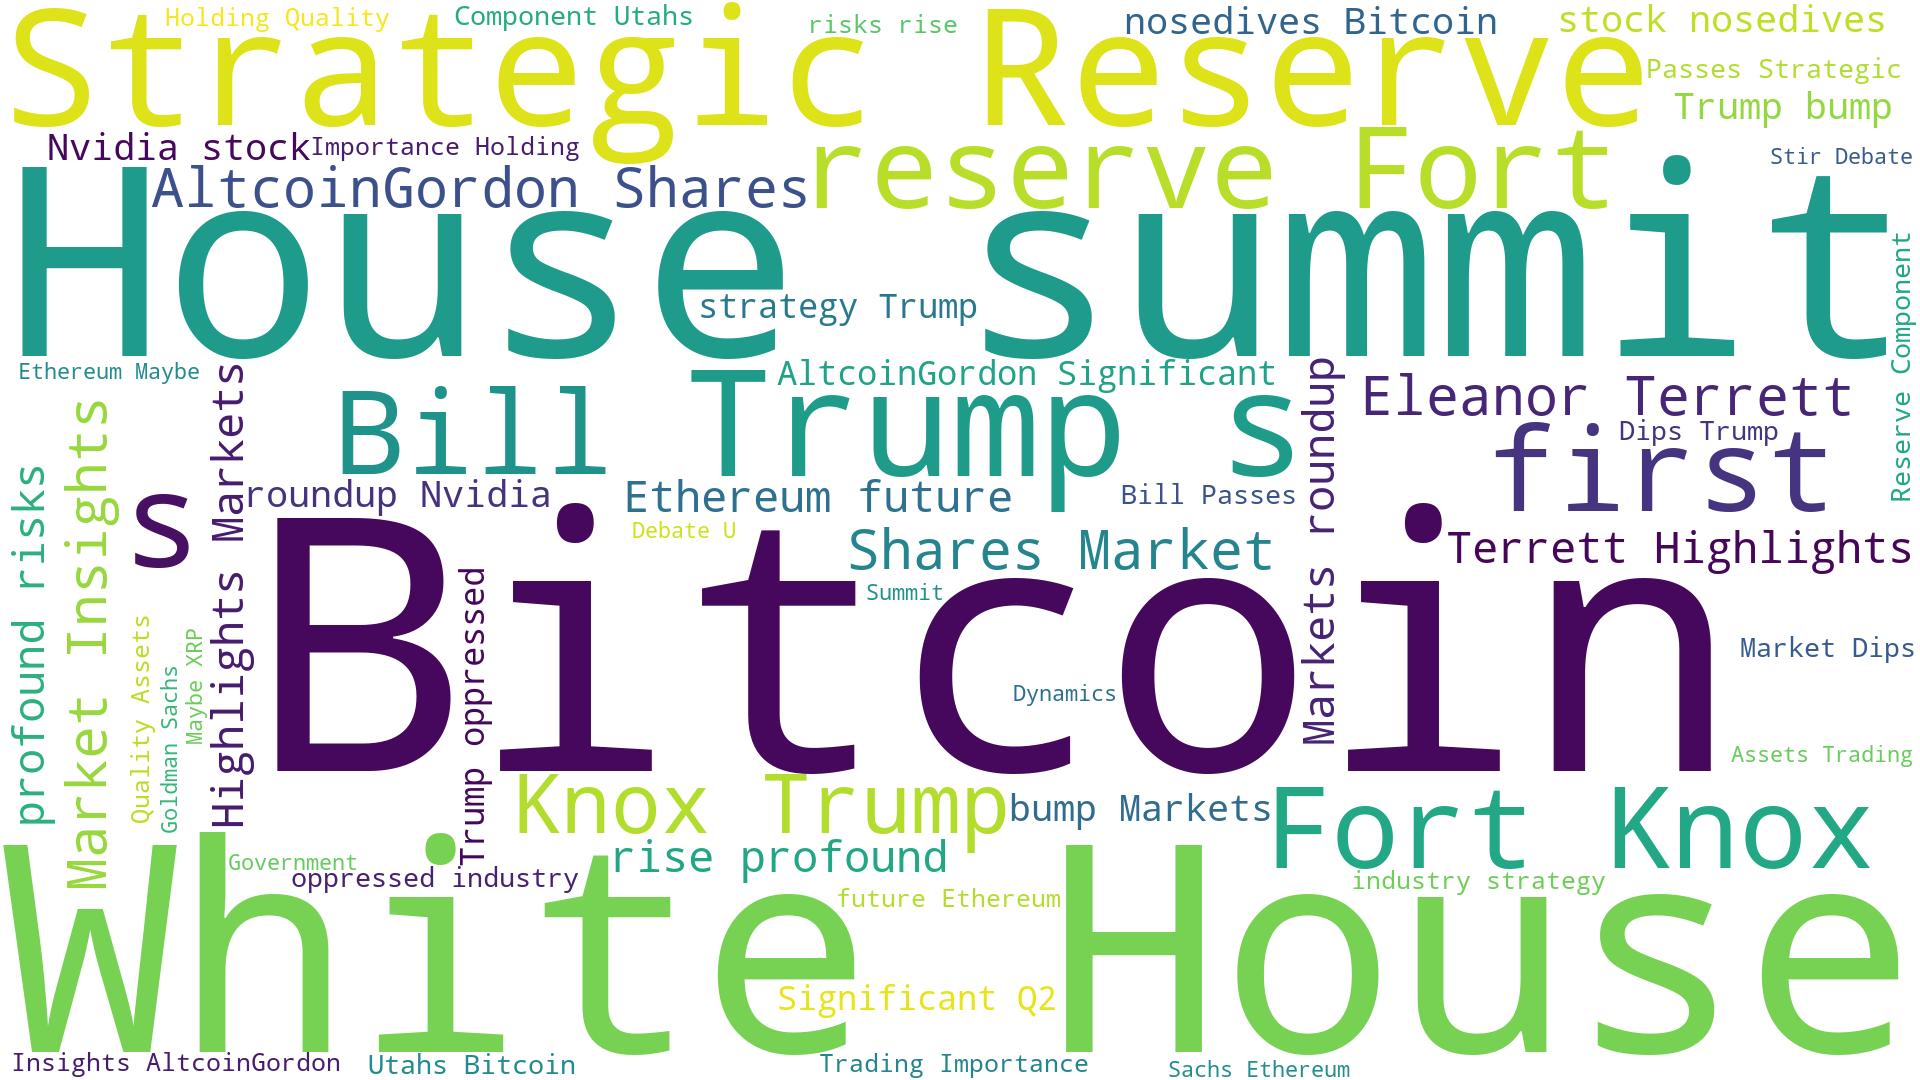 Holding Quality
Component Utahs
risks rise
nosedives Bitcoin
stock nosedives
Strategic Reserve
Passes Strategic
Trump bump
Nvidia stock
Importance Holding
reserve Fort
Stir Debate
AltcoinGordon Shares
House summit
strategy Trump
Reserve Component
Ethereum Maybe
AltcoinGordon Significant
Bill Trump s
Eleanor Terrett
Dips Trump
first
Markets roundup
Highlights Markets
Market Insights
profound risks
s
roundup Nvidia
Ethereum future
Bill Passes
Debate U
Shares Market
Terrett Highlights
Summit
Bitcoin
Trump oppressed
Quality Assets
Goldman Sachs
Maybe XRP
Market Dips
Dynamics
Assets Trading
Knox Trump
bump Markets
Fort Knox
rise profound
Government
oppressed industry
industry strategy
future Ethereum
White House
Significant Q2
Insights AltcoinGordon
Utahs Bitcoin
Trading Importance
Sachs Ethereum